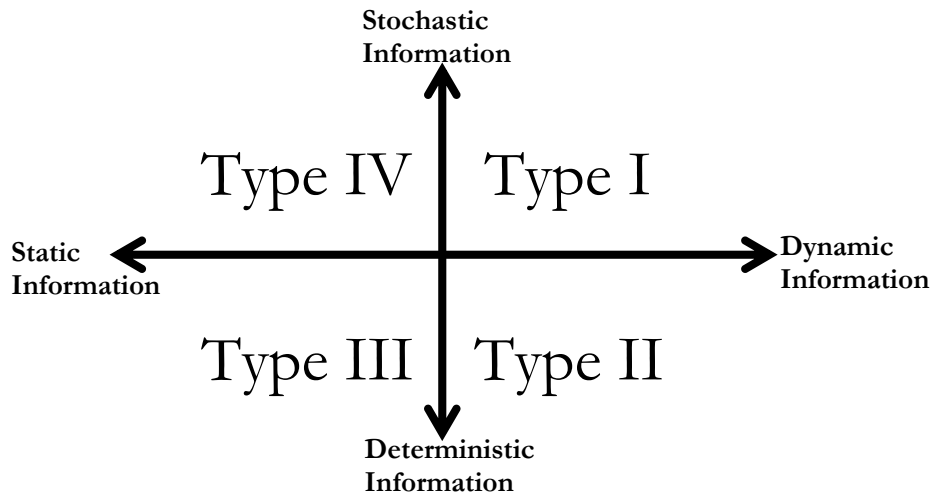 Stochastic
Information
Type IV
Type I
Static
Information
Dynamic
Information
Type III
Type II
Deterministic
Information